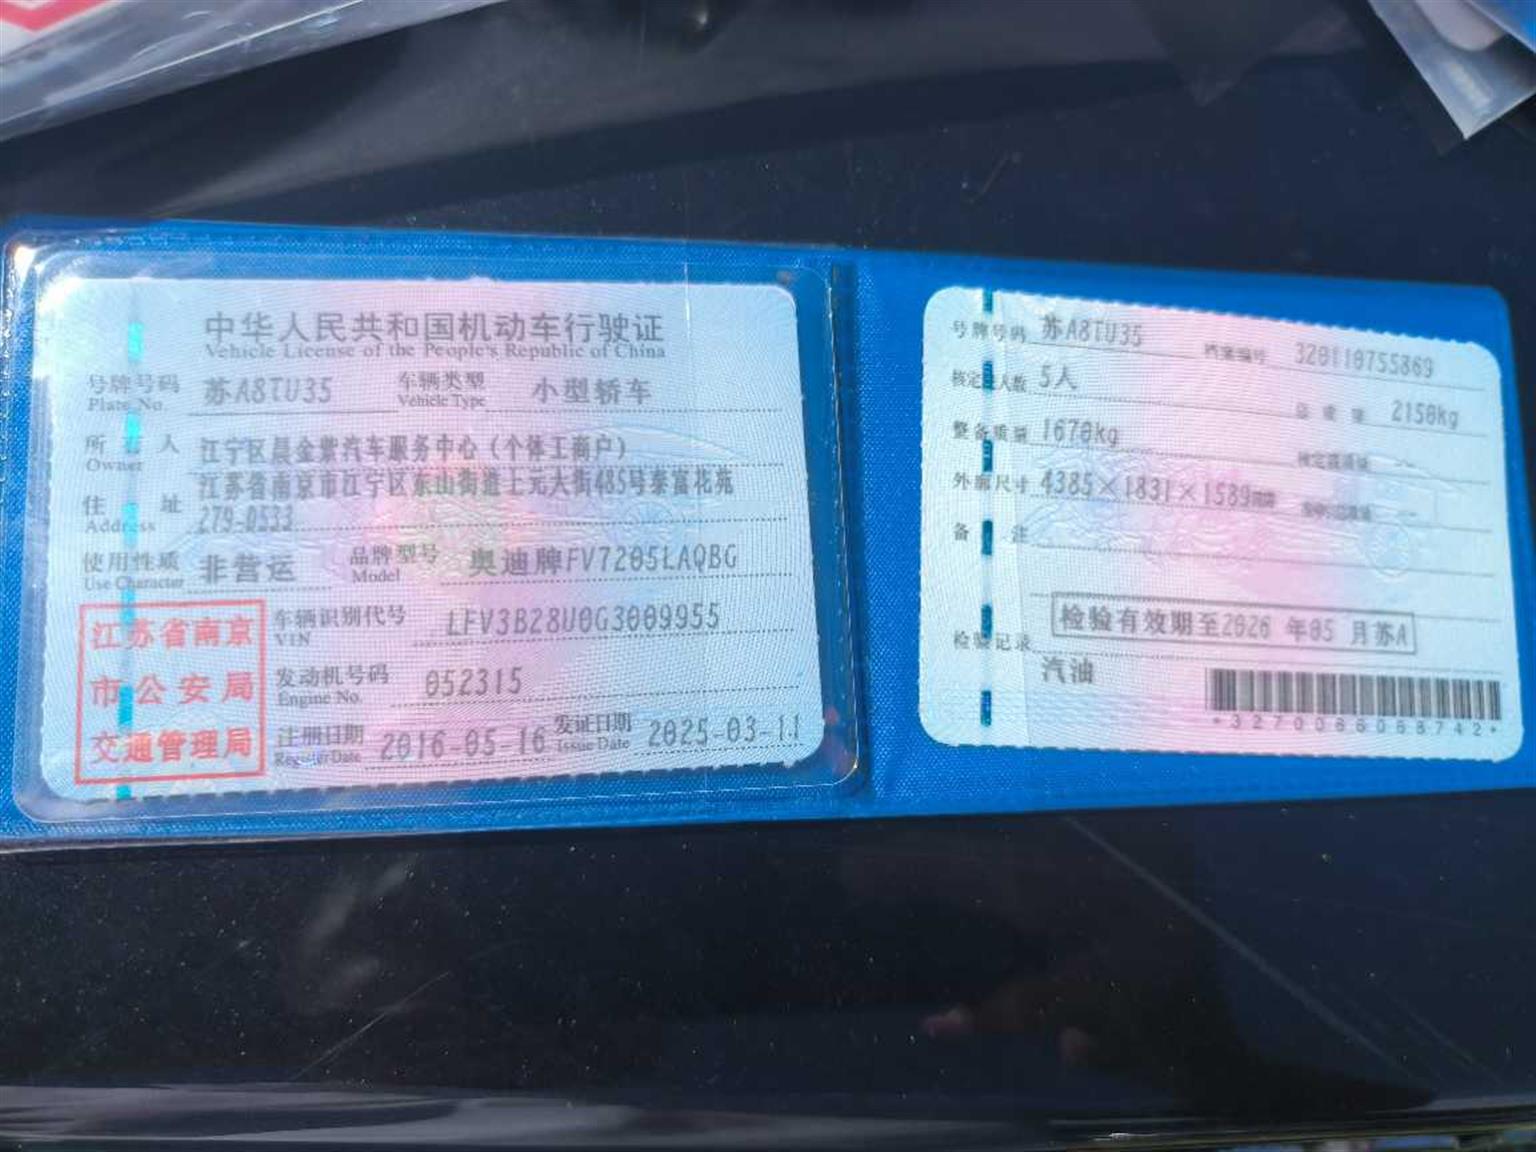 中华人民共和国机动车行驶证
Vehicle License of the People's Republic of China
号牌号码 苏A8TU35 车辆类型 小型轿车
Plate No. Vehicle Type
所有人 江宁区晨金紫汽车服务中心（个体工商户）
Owner
住址 江苏省南京市江宁区东山街道上元大街485号泰富花苑
Address 279-0533
使用性质 非营运 品牌型号 奥迪牌FV7205LAQBG
Use Character Model
江苏省南京
市公安局
交通管理局
车辆识别代号 LFV3B28U0G3009955
VIN
发动机号码 052315
Engine No.
注册日期 2016-05-16 发证日期 2025-03-11
Register Date Issue Date
号牌号码 苏A8TU35 档案编号 320110755869
核定载人数 5人 总质量 2150kg
整备质量 1670kg 核定载质量 --
外廓尺寸 4385×1831×1589mm --
备注
检验有效期至2026年05月苏A
检验记录
汽油
*3270066068742*